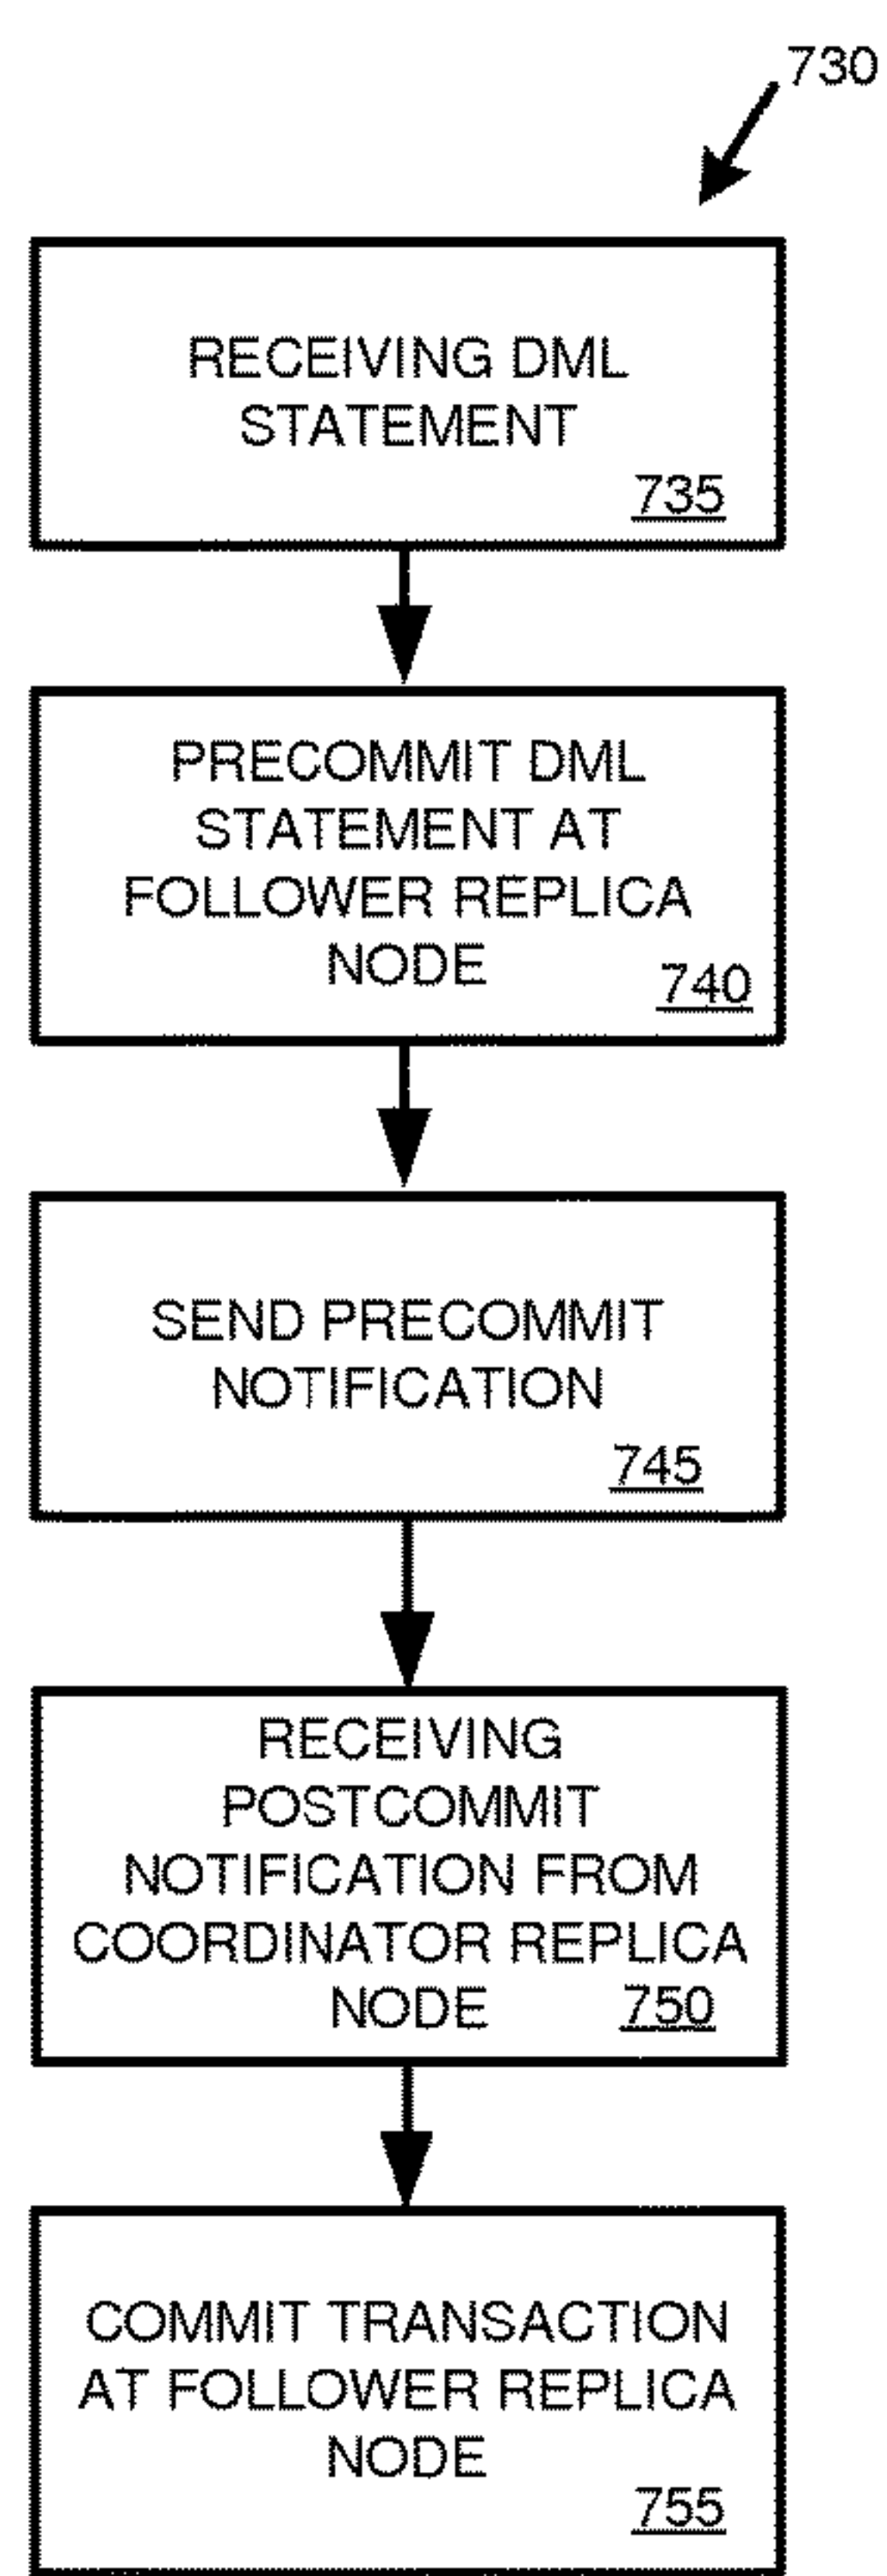 730
RECEIVING DML
STATEMENT
735
PRECOMMIT DML
STATEMENT AT
FOLLOWER REPLICA
NODE
740
SEND PRECOMMIT
NOTIFICATION
745
RECEIVING
POSTCOMMIT
NOTIFICATION FROM
COORDINATOR REPLICA
NODE 750
COMMIT TRANSACTION
AT FOLLOWER REPLICA
NODE
755